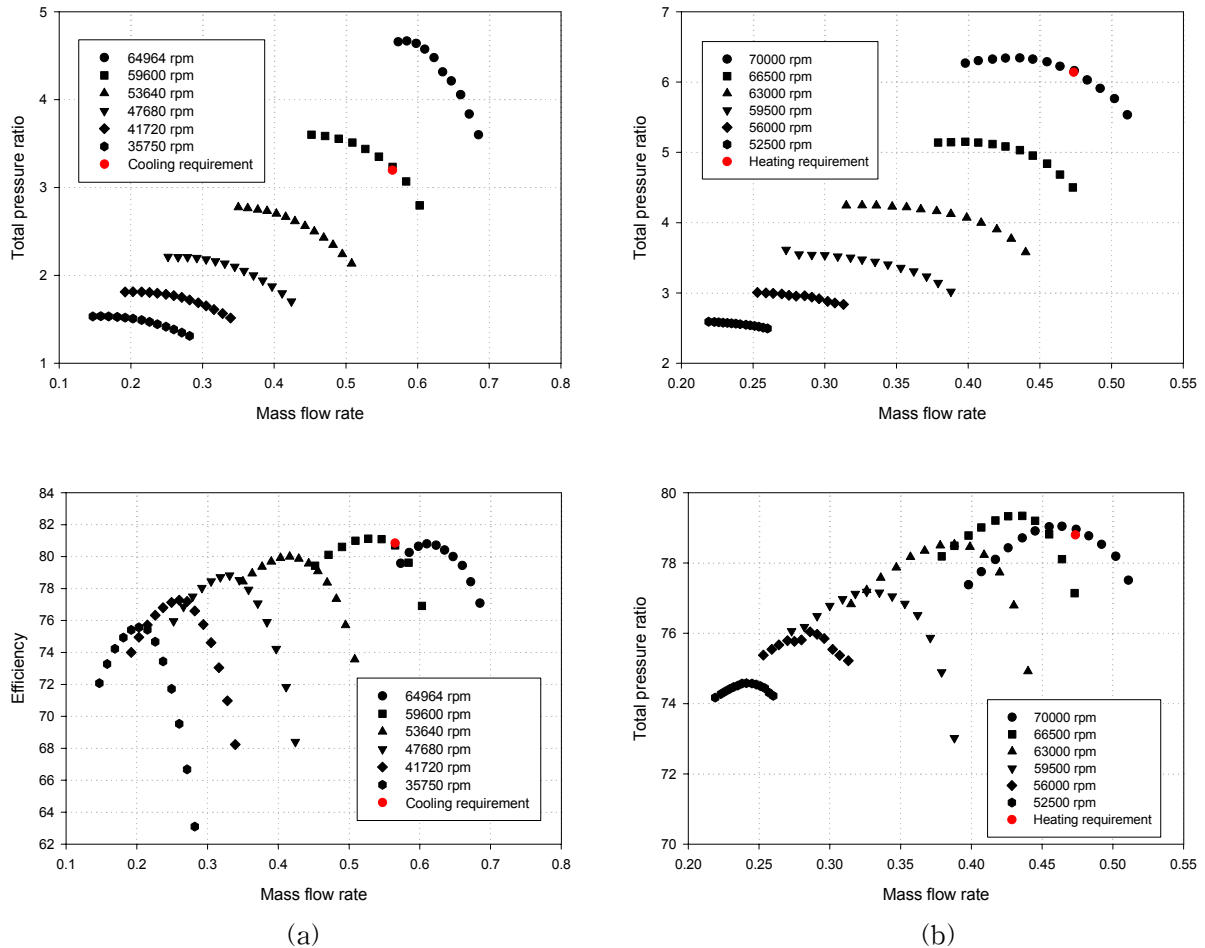 5
4
3
2
1
Total pressure ratio
64964 rpm
59600 rpm
53640 rpm
47680 rpm
41720 rpm
35750 rpm
Cooling requirement
0.1 0.2 0.3 0.4 0.5 0.6 0.7 0.8
Mass flow rate
7
6
5
4
3
2
Total pressure ratio
70000 rpm
66500 rpm
63000 rpm
59500 rpm
56000 rpm
52500 rpm
Heating requirement
0.20 0.25 0.30 0.35 0.40 0.45 0.50 0.55
Mass flow rate
84
82
80
78
76
74
72
70
68
66
64
62
Efficiency
64964 rpm
59600 rpm
53640 rpm
47680 rpm
41720 rpm
35750 rpm
Cooling requirement
0.1 0.2 0.3 0.4 0.5 0.6 0.7 0.8
Mass flow rate
(a)
80
78
76
74
72
70
Total pressure ratio
70000 rpm
66500 rpm
63000 rpm
59500 rpm
56000 rpm
52500 rpm
Heating requirement
0.20 0.25 0.30 0.35 0.40 0.45 0.50 0.55
Mass flow rate
(b)